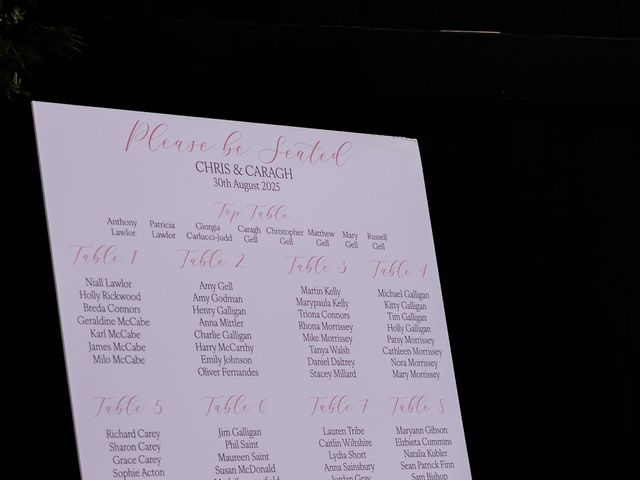 Please be Seated
CHRIS & CARAGH
30th August 2025
Top Table
Anthony Lawlor
Patricia Lawlor
Giorgia Carlucci-Judd
Caragh Gell
Christopher Gell
Matthew Gell
Mary Gell
Russell Gell
Table 1
Niall Lawlor
Holly Rickwood
Breda Connors
Geraldine McCabe
Karl McCabe
James McCabe
Milo McCabe
Table 2
Amy Gell
Amy Godman
Henry Galligan
Anna Mittler
Charlie Galligan
Harry McCarthy
Emily Johnson
Oliver Fernandes
Table 3
Martin Kelly
Marypaula Kelly
Triona Connors
Rhona Morrissey
Mike Morrissey
Tanya Walsh
Daniel Daltrey
Stacey Millard
Table 4
Michael Galligan
Kitty Galligan
Tim Galligan
Holly Galligan
Patsy Morrissey
Cathleen Morrissey
Nora Morrissey
Mary Morrissey
Table 5
Richard Carey
Sharon Carey
Grace Carey
Sophie Acton
Table 6
Jim Galligan
Phil Saint
Maureen Saint
Susan McDonald
Table 7
Lauren Tribe
Caitlin Wiltshire
Lydia Short
Anna Sainsbury
Jordan Gray
Table 8
Maryann Gibson
Elzbieta Cummins
Natalia Kubler
Sean Patrick Finn
Sam Bishop